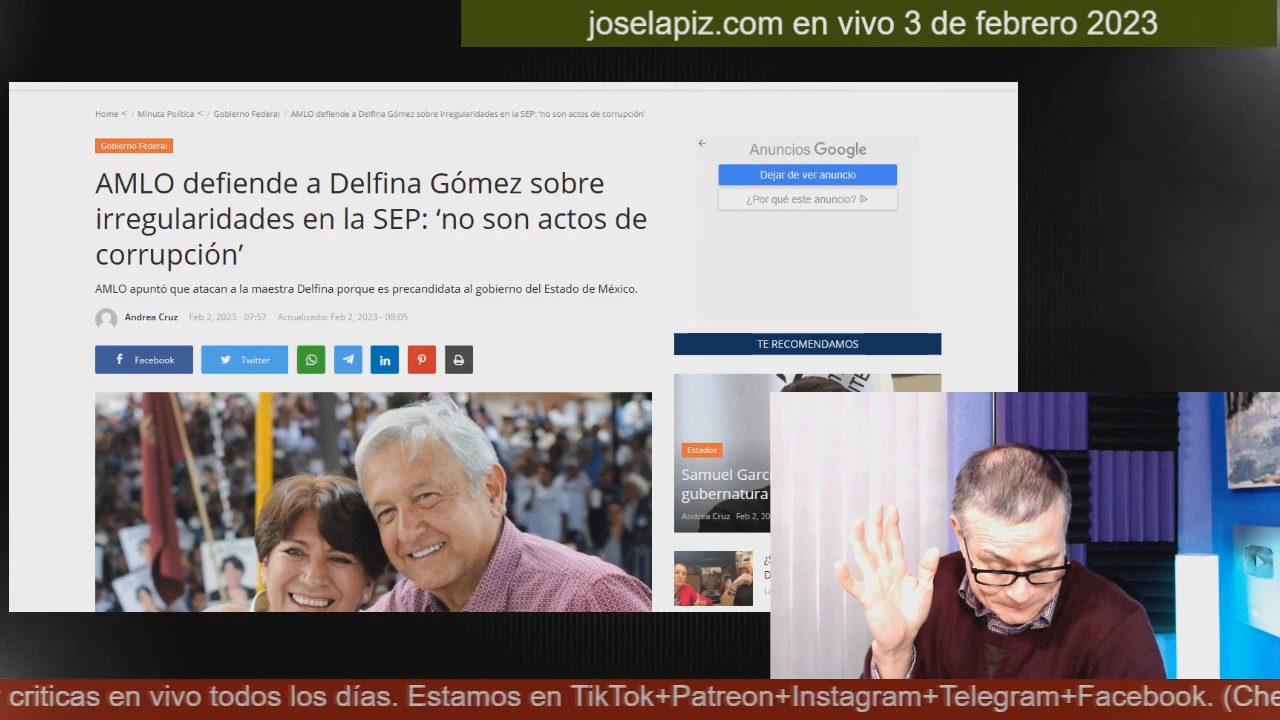 joselapiz.com en vivo 3 de febrero 2023
Home < / Minuta Política < / Gobierno Federal / AMLO defiende a Delfina Gómez sobre irregularidades en la SEP: 'no son actos de corrupción'
Gobierno Federal
AMLO defiende a Delfina Gómez sobre
irregularidades en la SEP: ‘no son actos de
corrupción’
AMLO apuntó que atacan a la maestra Delfina porque es precandidata al gobierno del Estado de México.
Andrea Cruz Feb 2, 2023 - 07:57 Actualizado: Feb 2, 2023 - 08:05
Facebook Twitter
Anuncios Google
Dejar de ver anuncio
¿Por qué este anuncio?
TE RECOMENDAMOS
Estados
Samuel Garc
gubernatura
Andrea Cruz Feb 2, 20
criticas en vivo todos los días. Estamos en TikTok+Patreon+Instagram+Telegram+Facebook. (Che